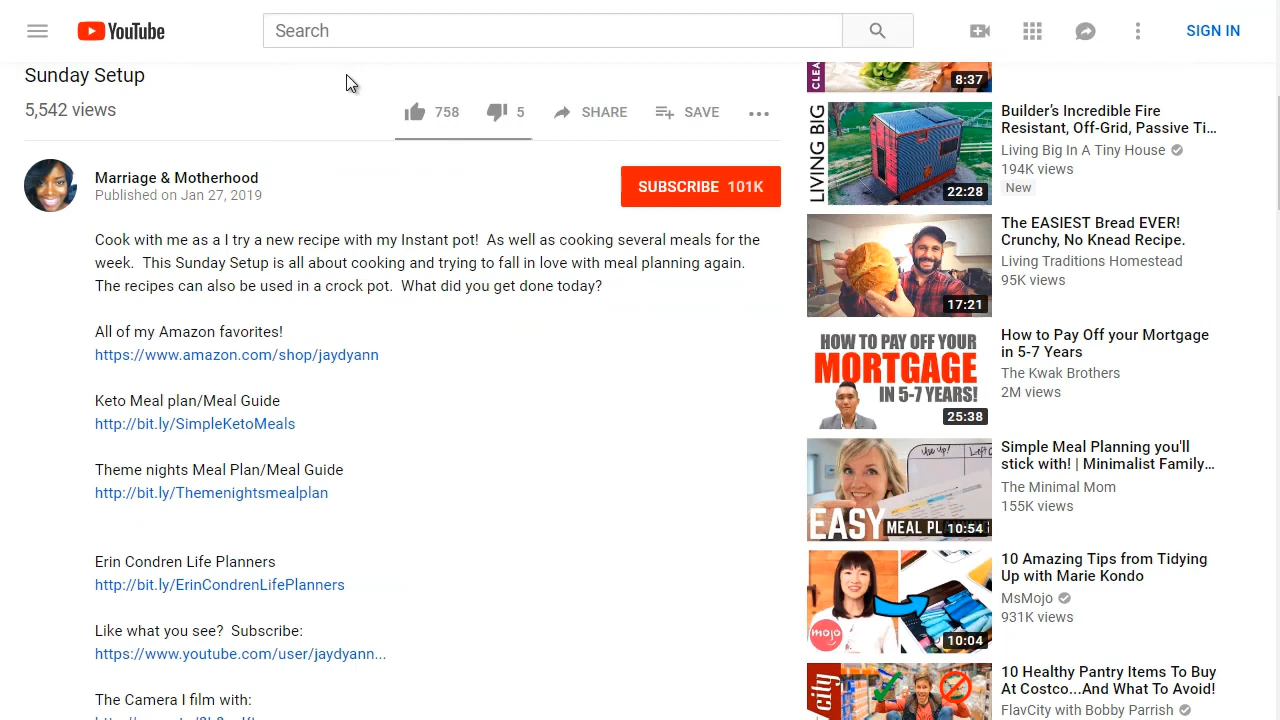 YouTube
Search
SIGN IN
Sunday Setup
5,542 views
758
5
SHARE
SAVE
Marriage & Motherhood
Published on Jan 27, 2019
SUBSCRIBE 101K
Cook with me as a I try a new recipe with my Instant pot! As well as cooking several meals for the
week. This Sunday Setup is all about cooking and trying to fall in love with meal planning again.
The recipes can also be used in a crock pot. What did you get done today?
All of my Amazon favorites!
https://www.amazon.com/shop/jaydyann
Keto Meal plan/Meal Guide
http://bit.ly/SimpleKetoMeals
Theme nights Meal Plan/Meal Guide
http://bit.ly/Themenightsmealplan
Erin Condren Life Planners
http://bit.ly/ErinCondrenLifePlanners
Like what you see? Subscribe:
https://www.youtube.com/user/jaydyann...
The Camera I film with:
CLEA
8:37
LIVING BIG
22:28
Builder's Incredible Fire
Resistant, Off-Grid, Passive Ti...
Living Big In A Tiny House
194K views
New
17:21
The EASIEST Bread EVER!
Crunchy, No Knead Recipe.
Living Traditions Homestead
95K views
HOW TO PAY OFF YOUR
MORTGAGE
IN 5-7 YEARS!
25:38
How to Pay Off your Mortgage
in 5-7 Years
The Kwak Brothers
2M views
use up!
EASY MEAL PL
10:54
Simple Meal Planning you'll
stick with! | Minimalist Family...
The Minimal Mom
155K views
mojo
10:04
10 Amazing Tips from Tidying
Up with Marie Kondo
MsMojo
931K views
city
10 Healthy Pantry Items To Buy
At Costco...And What To Avoid!
FlavCity with Bobby Parrish